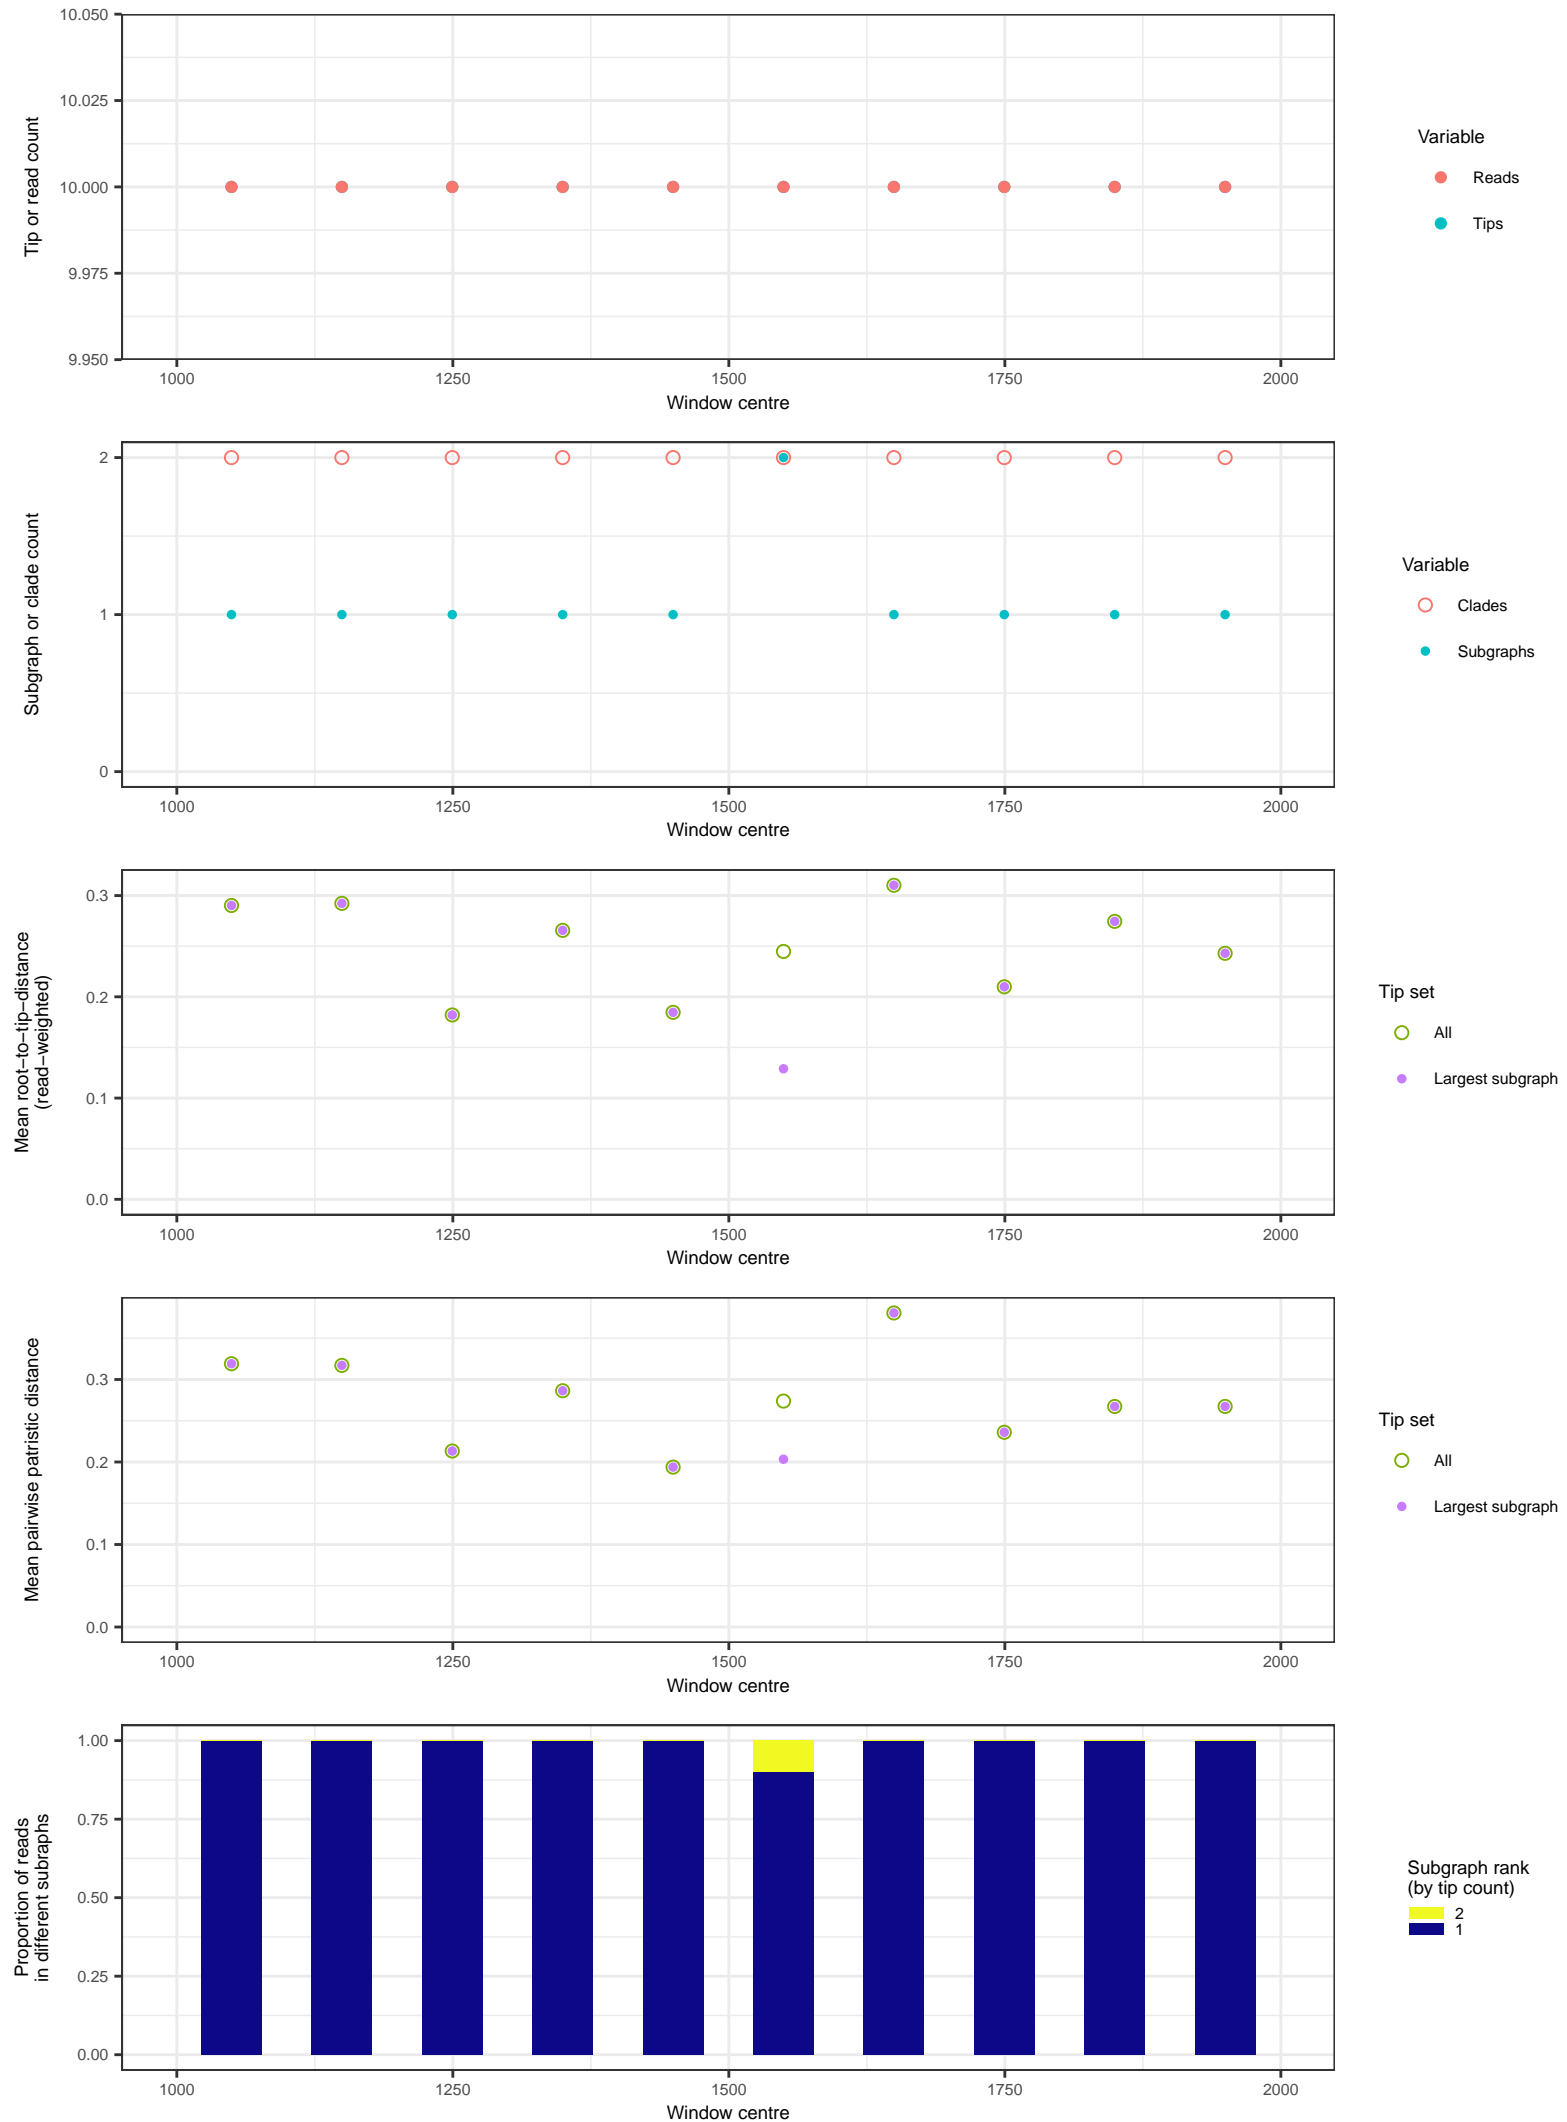 10.050
10.025
10.000
9.975
9.950
Tip or read count
1000 1250 1500 1750 2000
Window centre
Variable
Reads
Tips
2
1
0
Subgraph or clade count
1000 1250 1500 1750 2000
Window centre
Variable
Clades
Subgraphs
0.3
0.2
0.1
0.0
Mean root−to−tip−distance
(read−weighted)
1000 1250 1500 1750 2000
Window centre
Tip set
All
Largest subgraph
0.3
0.2
0.1
0.0
Mean pairwise patristic distance
1000 1250 1500 1750 2000
Window centre
Tip set
All
Largest subgraph
1.00
0.75
0.50
0.25
0.00
Proportion of reads
in different subraphs
1000 1250 1500 1750 2000
Window centre
Subgraph rank
(by tip count)
2
1